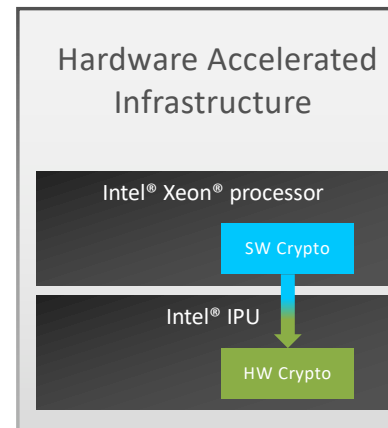 Hardware Accelerated
Infrastructure
Intel® Xeon® processor
SW Crypto
Intel® IPU
HW Crypto